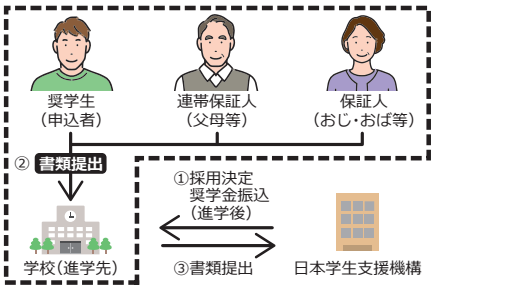 奨学生
（申込者）
連帯保証人
（父母等）
保証人
（おじ・おば等）
② 書類提出
①採用決定
奨学金振込
（進学後）
学校（進学先）
③書類提出
日本学生支援機構